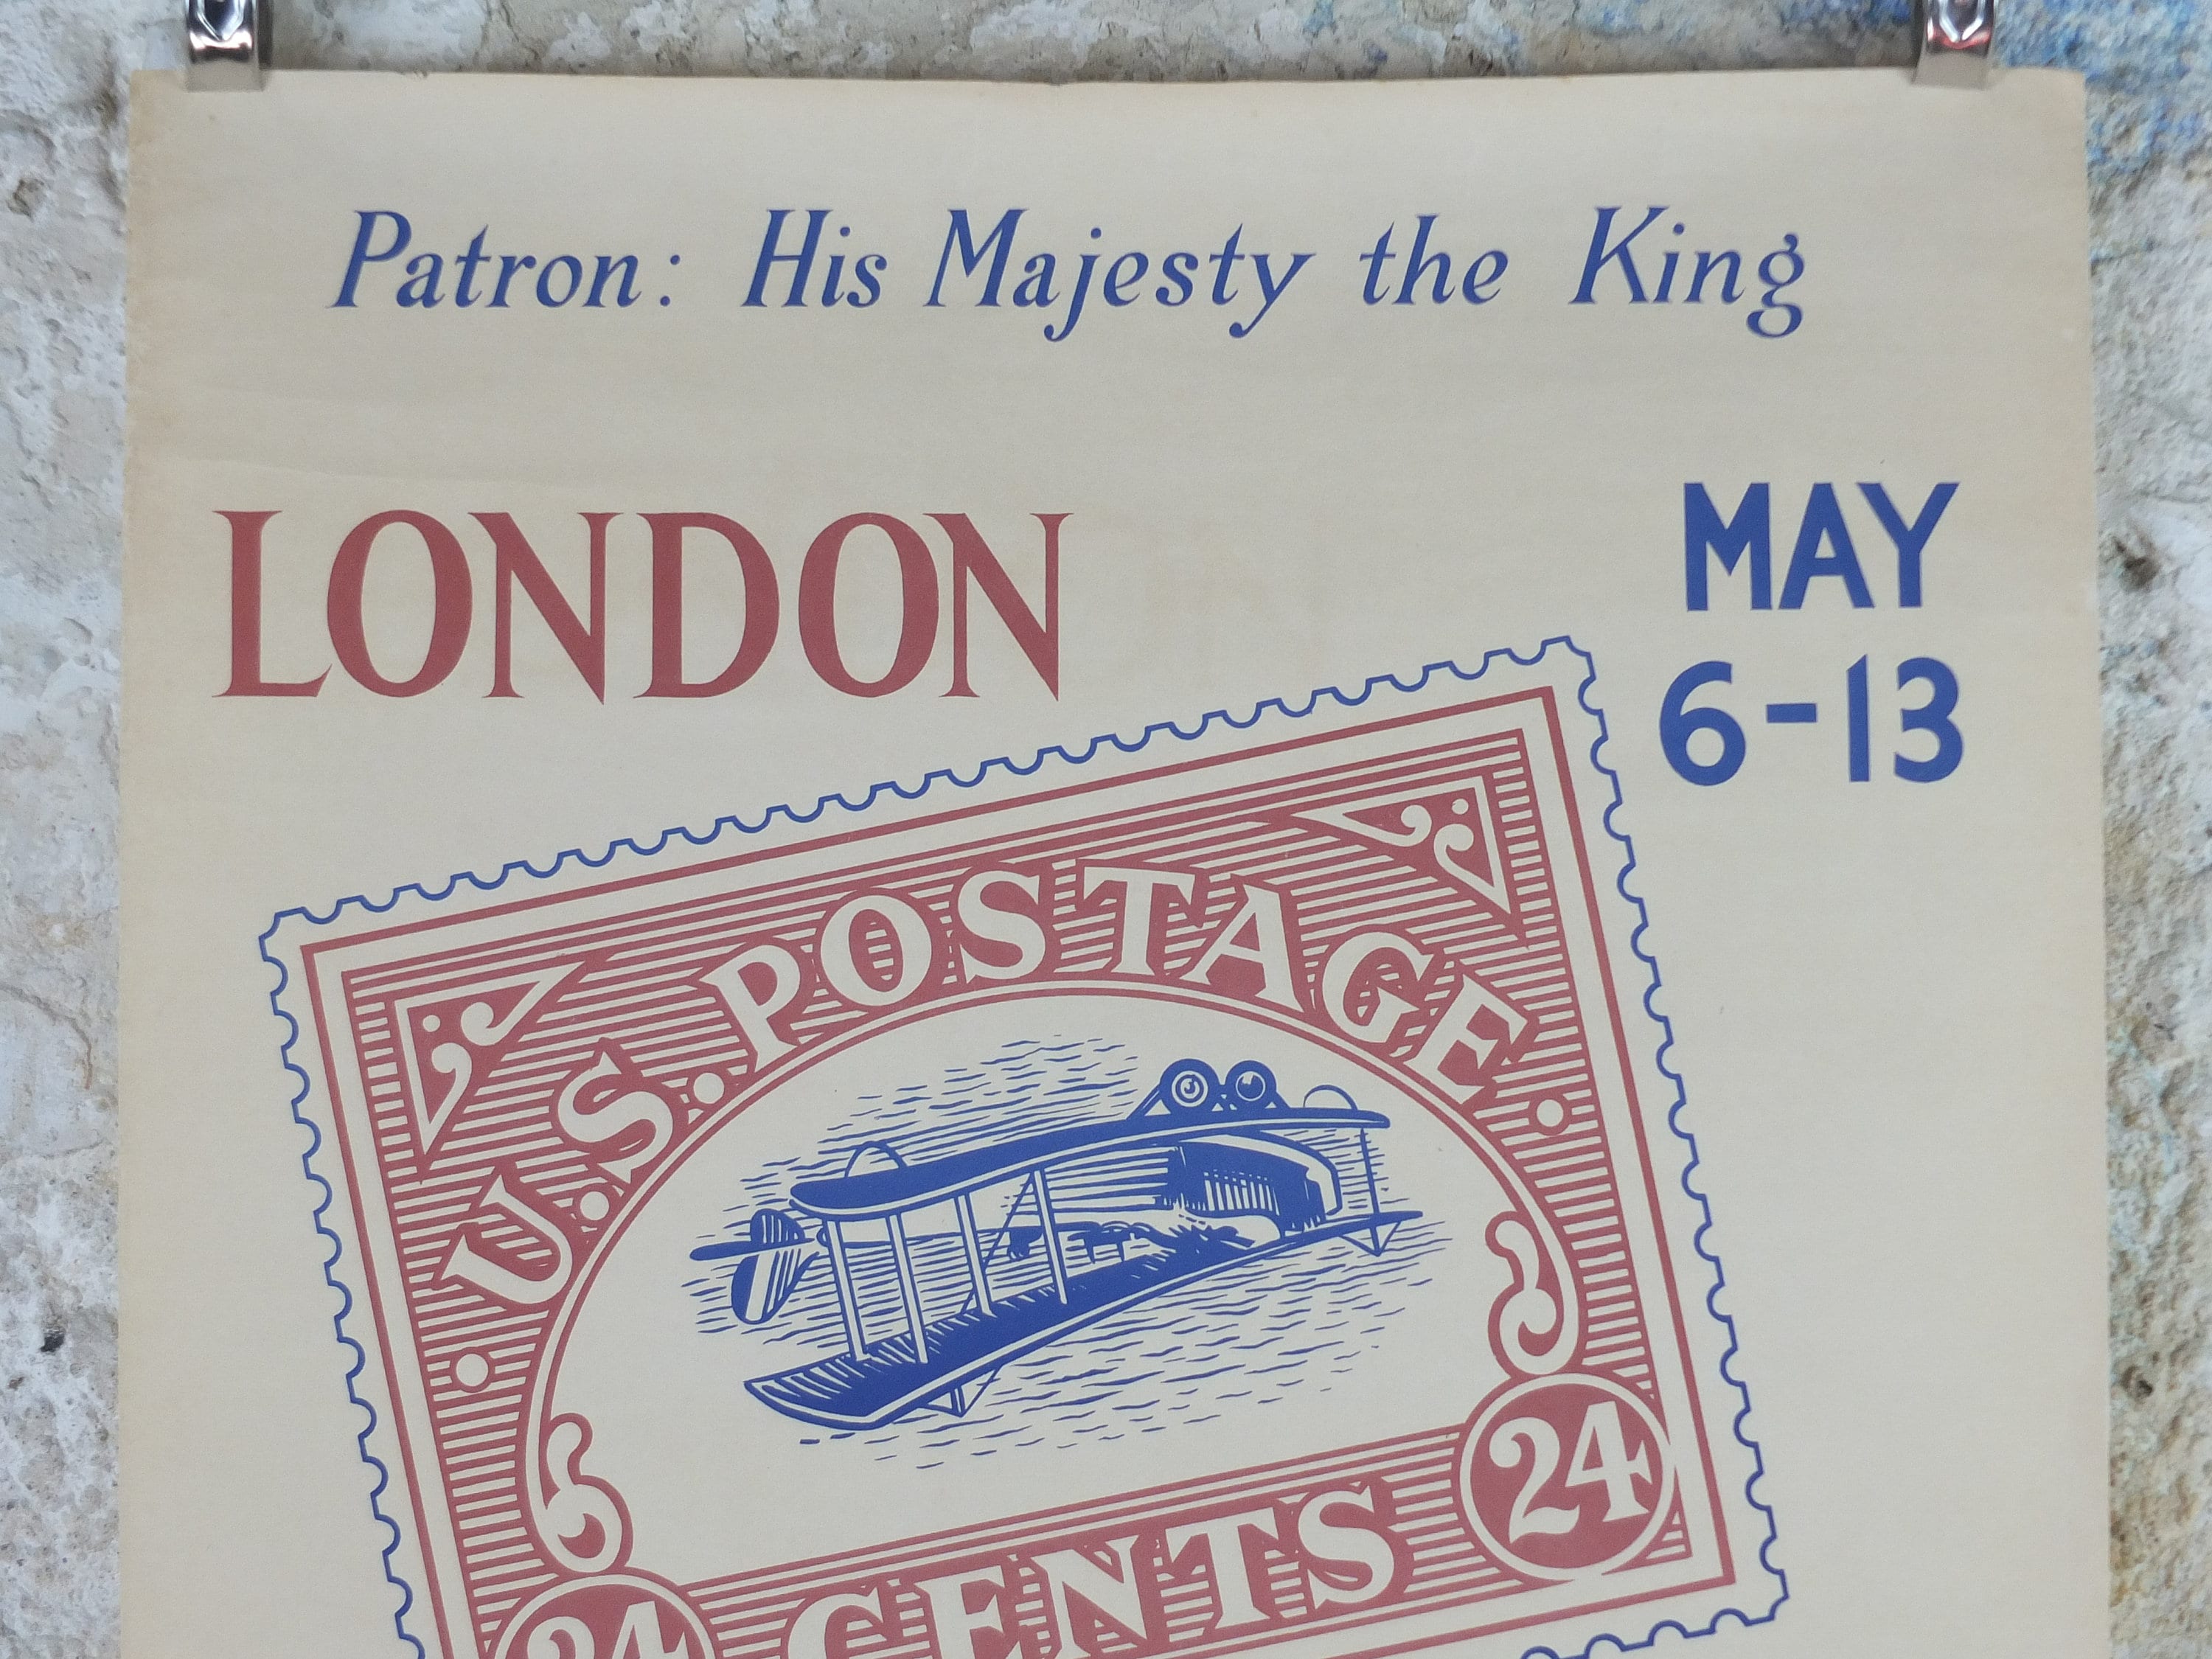 Patron: His Majesty the King
LONDON
MAY
6-13
U.S. POSTAGE
24
24 CENTS